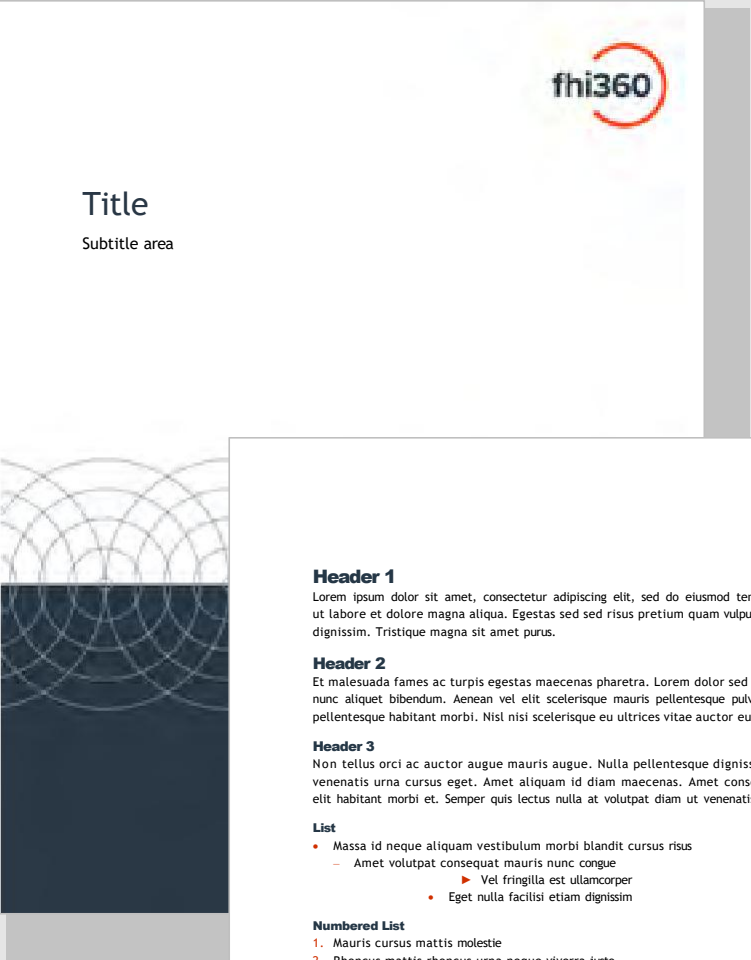 fhi360
Title
Subtitle area
Header 1
Lorem ipsum dolor sit amet, consectetur adipiscing elit, sed do eiusmod
ut labore et dolore magna aliqua. Egestas sed sed risus pretium quam
dignissim. Tristique magna sit amet purus.
Header 2
Et malesuada fames ac turpis egestas maecenas pharetra. Lorem dolor sed
nunc aliquet bibendum. Aenean vel elit scelerisque mauris pellentesque
pellentesque habitant morbi. Nisl nisi scelerisque eu ultrices vitae auctor eu
Header 3
Non tellus orci ac auctor augue mauris augue. Nulla pellentesque
venenatis urna cursus eget. Amet aliquam id diam maecenas. Amet
elit habitant morbi et. Semper quis lectus nulla at volutpat diam ut
List
• Massa id neque aliquam vestibulum morbi blandit cursus risus
– Amet volutpat consequat mauris nunc congue
► Vel fringilla est ullamcorper
• Eget nulla facilisi etiam dignissim
Numbered List
1. Mauris cursus mattis molestie